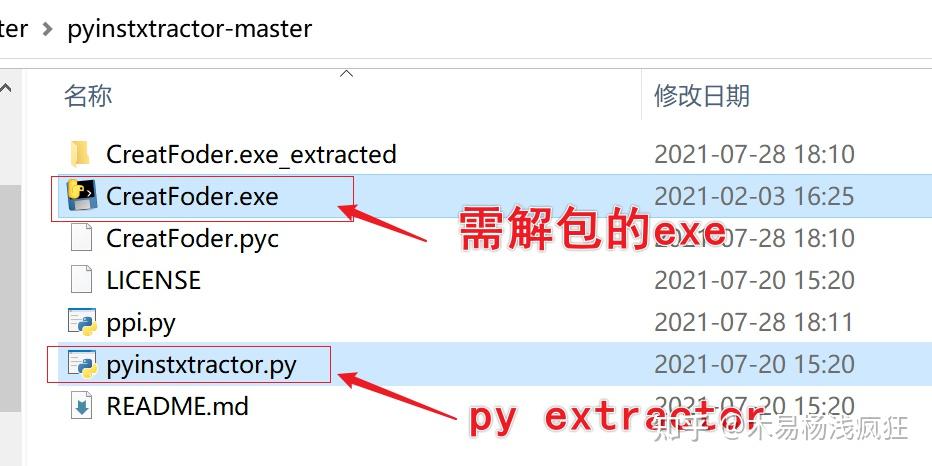 ter > pyinstxtractor-master
名称 修改日期
CreatFoder.exe_extracted 2021-07-28 18:10
CreatFoder.exe 2021-02-03 16:25
需解包的exe
CreatFoder.pyc 2021-07-28 18:10
LICENSE 2021-07-20 15:20
ppi.py 2021-07-28 18:11
pyinstxtractor.py 2021-07-20 15:20
README.md 2021-07-20 15:20
py extractor
知乎 @木易杨浅疯狂